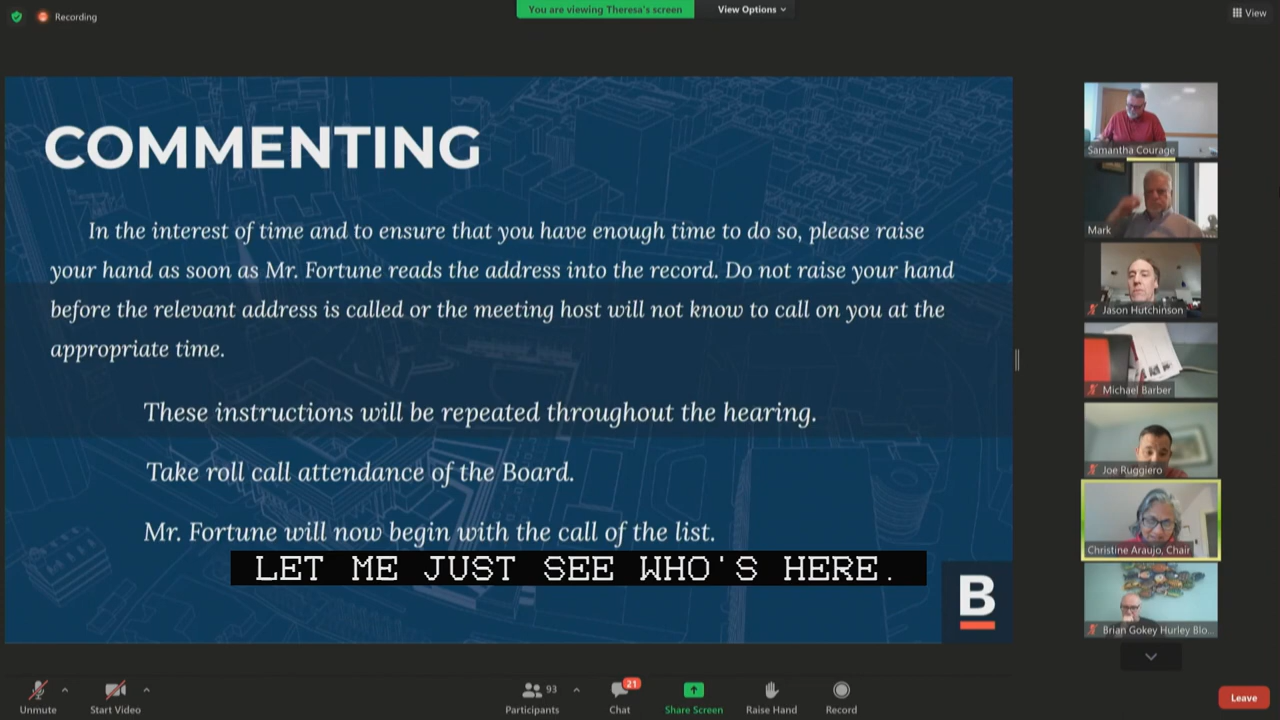 Recording
You are viewing Theresa's screen
View Options
View
COMMENTING
In the interest of time and to ensure that you have enough time to do so, please raise
your hand as soon as Mr. Fortune reads the address into the record. Do not raise your hand
before the relevant address is called or the meeting host will not know to call on you at the
appropriate time.
These instructions will be repeated throughout the hearing.
Take roll call attendance of the Board.
Mr. Fortune will now begin with the call of the list.
LET ME JUST SEE WHO'S HERE.
B
Samantha Courage
Mark
Jason Hutchinson
Michael Barber
Joe Ruggiero
Christine Araujo, Chair
Brian Gokey Hurley Blo...
Unmute
Start Video
93
Participants
21
Chat
Share Screen
Raise Hand
Record
Leave